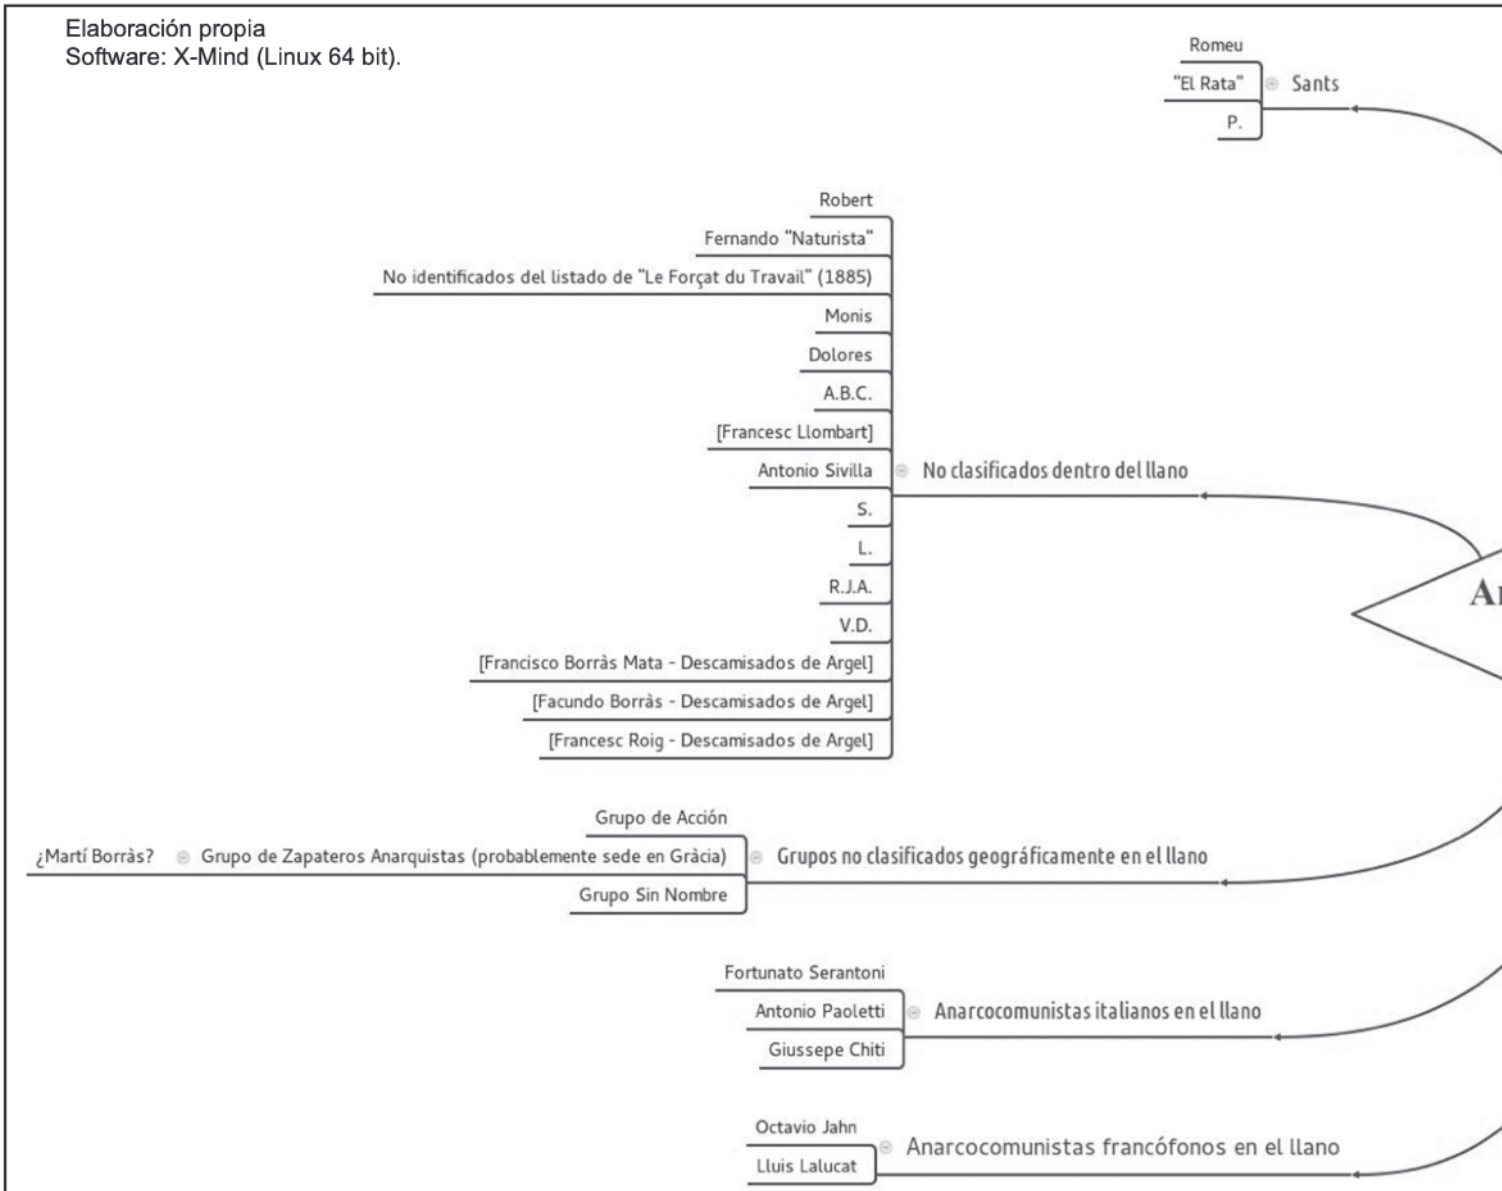 Elaboración propia
Software: X-Mind (Linux 64 bit).
Romeu
"El Rata"
Sants
P.
Robert
Fernando "Naturista"
No identificados del listado de "Le Forçat du Travail" (1885)
Monis
Dolores
A.B.C.
[Francesc Llombart]
Antonio Sivilla
No clasificados dentro del llano
S.
L.
R.J.A.
V.D.
[Francisco Borràs Mata - Descamisados de Argel]
[Facundo Borràs - Descamisados de Argel]
[Francesc Roig - Descamisados de Argel]
Grupo de Acción
¿Martí Borràs?
Grupo de Zapateros Anarquistas (probablemente sede en Gràcia)
Grupos no clasificados geográficamente en el llano
Grupo Sin Nombre
Fortunato Serantoni
Antonio Paoletti
Anarcocomunistas italianos en el llano
Giussepe Chiti
Octavio Jahn
Anarcocomunistas francófonos en el llano
Lluis Lalucat